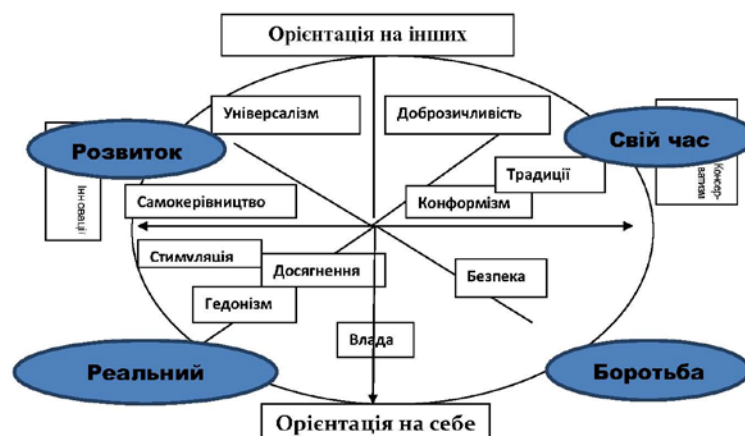 Орієнтація на інших
Універсалізм
Доброзичливість
Розвиток
Свій час
Інновації
Консер-
ватизм
Традиції
Самокерівництво
Конформізм
Стимуляція
Досягнення
Безпека
Гедонізм
Влада
Реальний
Боротьба
Орієнтація на себе